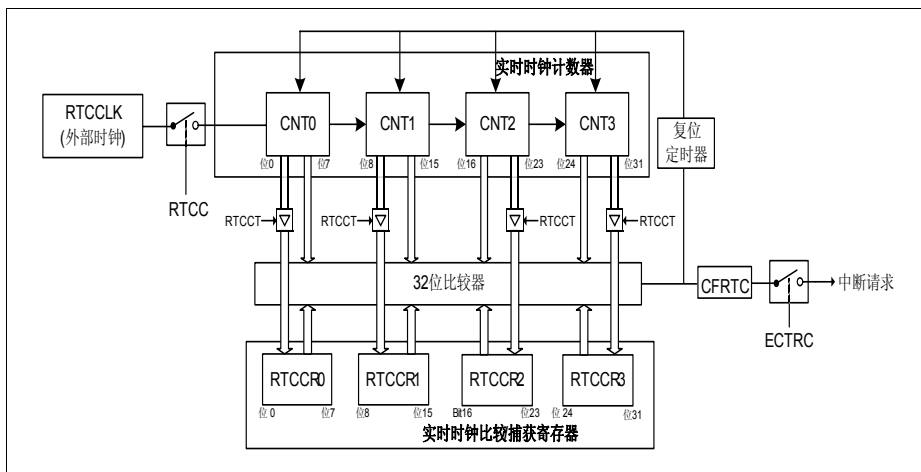 实时时钟计数器
RTCCLK
(外部时钟)
CNT0
CNT1
CNT2
CNT3
复位
定时器
位0
位7
位8
位15
位16
位23
位24
位31
RTCC
RTCCT
RTCCT
RTCCT
RTCCT
32位比较器
CFRTC
中断请求
ECTRC
RTCCR0
RTCCR1
RTCCR2
RTCCR3
位 0
位7
位8
位15
Bit16
位23
位 24
位31
实时时钟比较/捕获寄存器